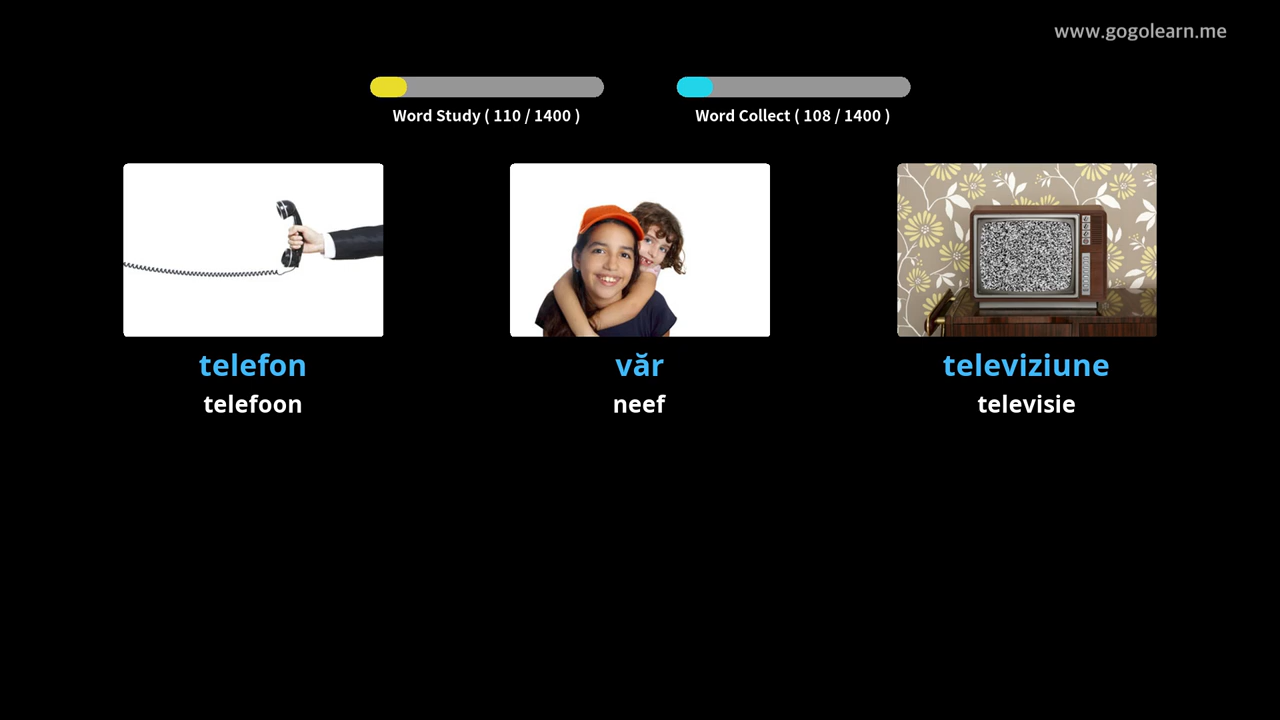 www.gogolearn.me
Word Study ( 110 / 1400 )
Word Collect ( 108 / 1400 )
telefon
telefoon
văr
neef
televiziune
televisie